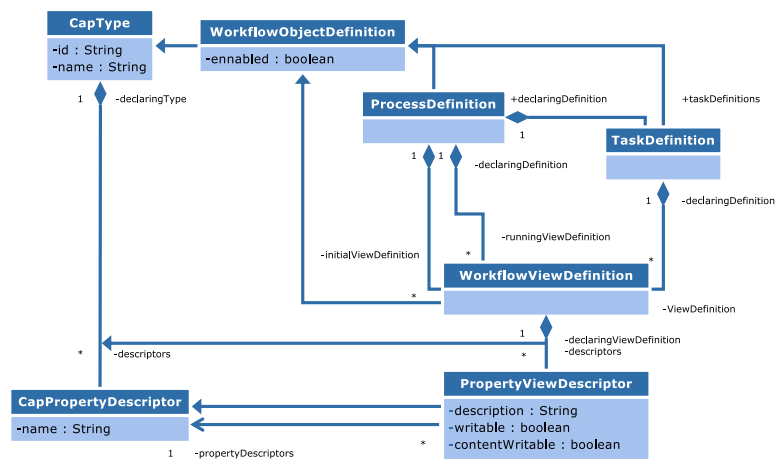 CapType
-id : String
-name : String
WorkflowObjectDefinition
-ennabled : boolean
1
-declaringType
ProcessDefinition
+declaringDefinition
+taskDefinitions
1
TaskDefinition
1
1
-declaringDefinition
1
-declaringDefinition
-runningViewDefinition
-initialViewDefinition
*
*
WorkflowViewDefinition
*
-ViewDefinition
1
-declaringViewDefinition
*
-descriptors
*
-descriptors
PropertyViewDescriptor
-description : String
-writable : boolean
-contentWritable : boolean
CapPropertyDescriptor
-name : String
*
1
-propertyDescriptors